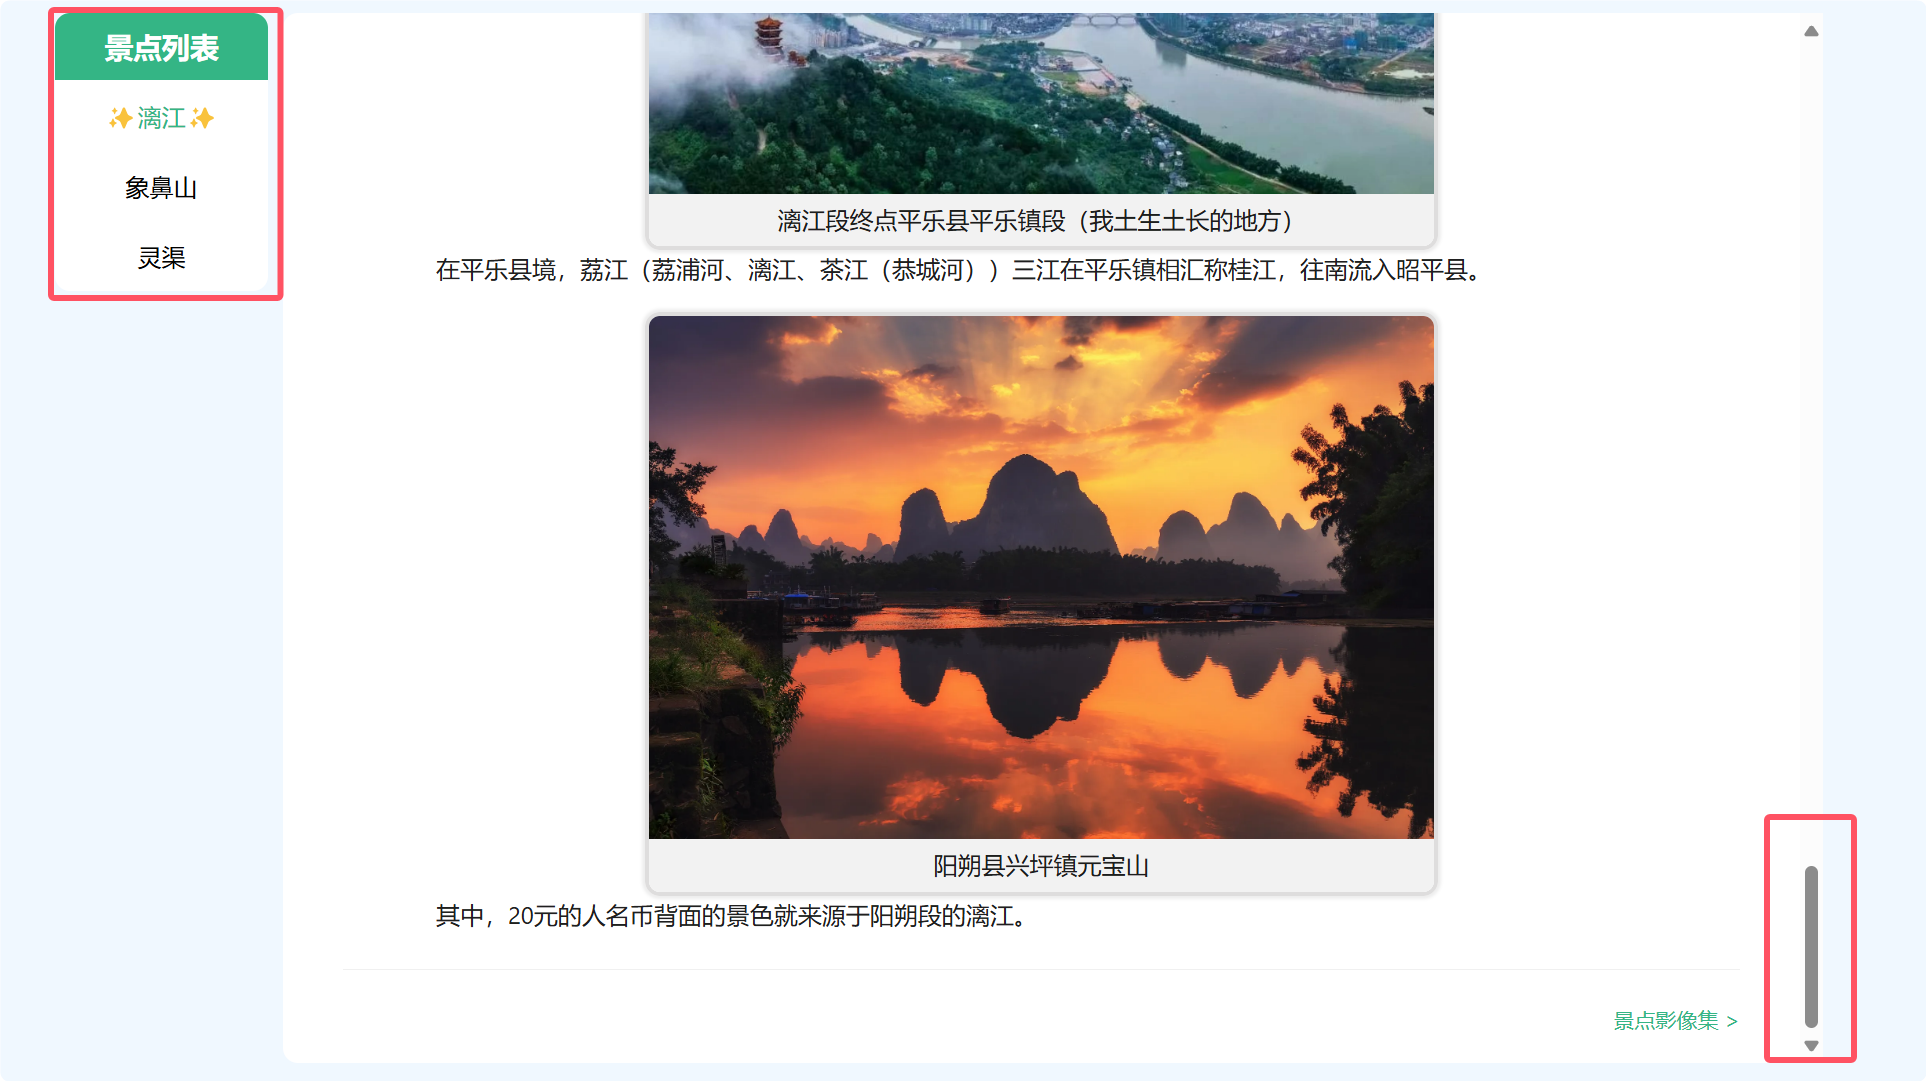 景点列表
✨漓江✨
象鼻山
灵渠
漓江段终点平乐县平乐镇段（我土生土长的地方）
在平乐县境，荔江（荔浦河、漓江、茶江（恭城河））三江在平乐镇相汇称桂江，往南流入昭平县。
阳朔县兴坪镇元宝山
其中，20元的人名币背面的景色就来源于阳朔段的漓江。
景点影像集 >